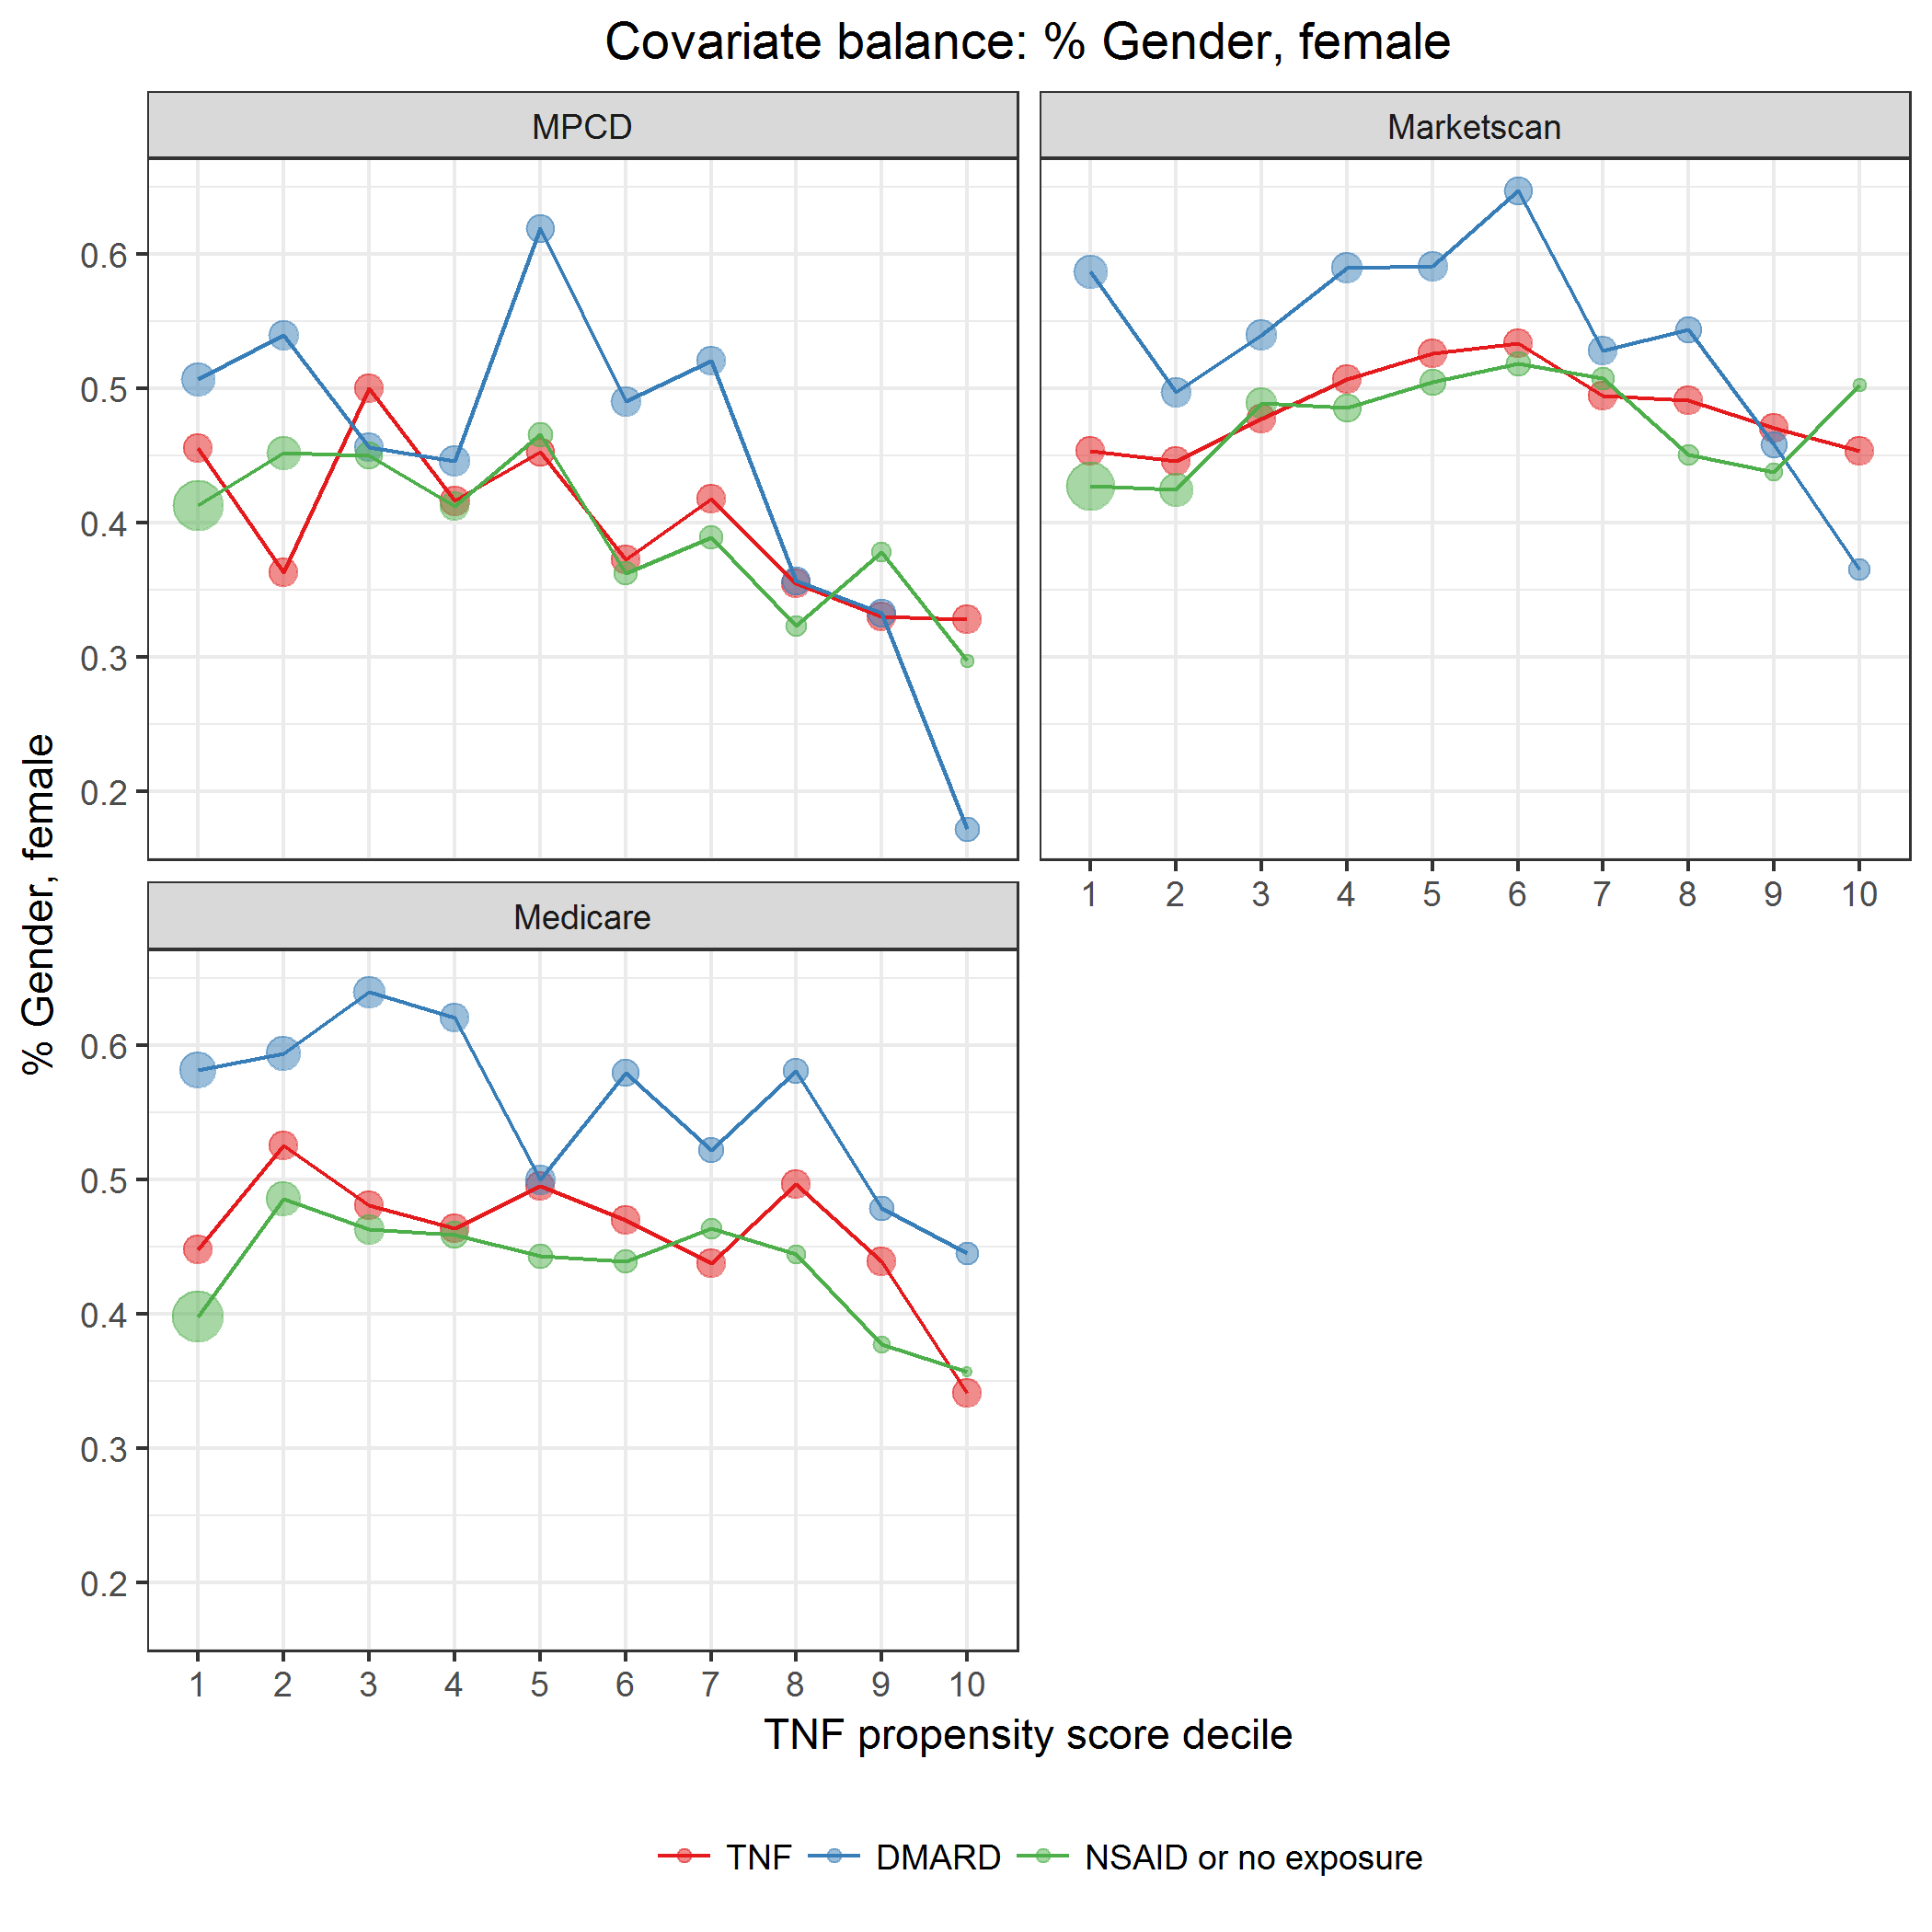 Covariate balance: % Gender, female
MPCD
Marketscan
0.6
0.5
0.4
0.3
0.2
1 2 3 4 5 6 7 8 9 10
Medicare
0.6
0.5
0.4
0.3
0.2
1 2 3 4 5 6 7 8 9 10
% Gender, female
TNF propensity score decile
TNF DMARD NSAID or no exposure